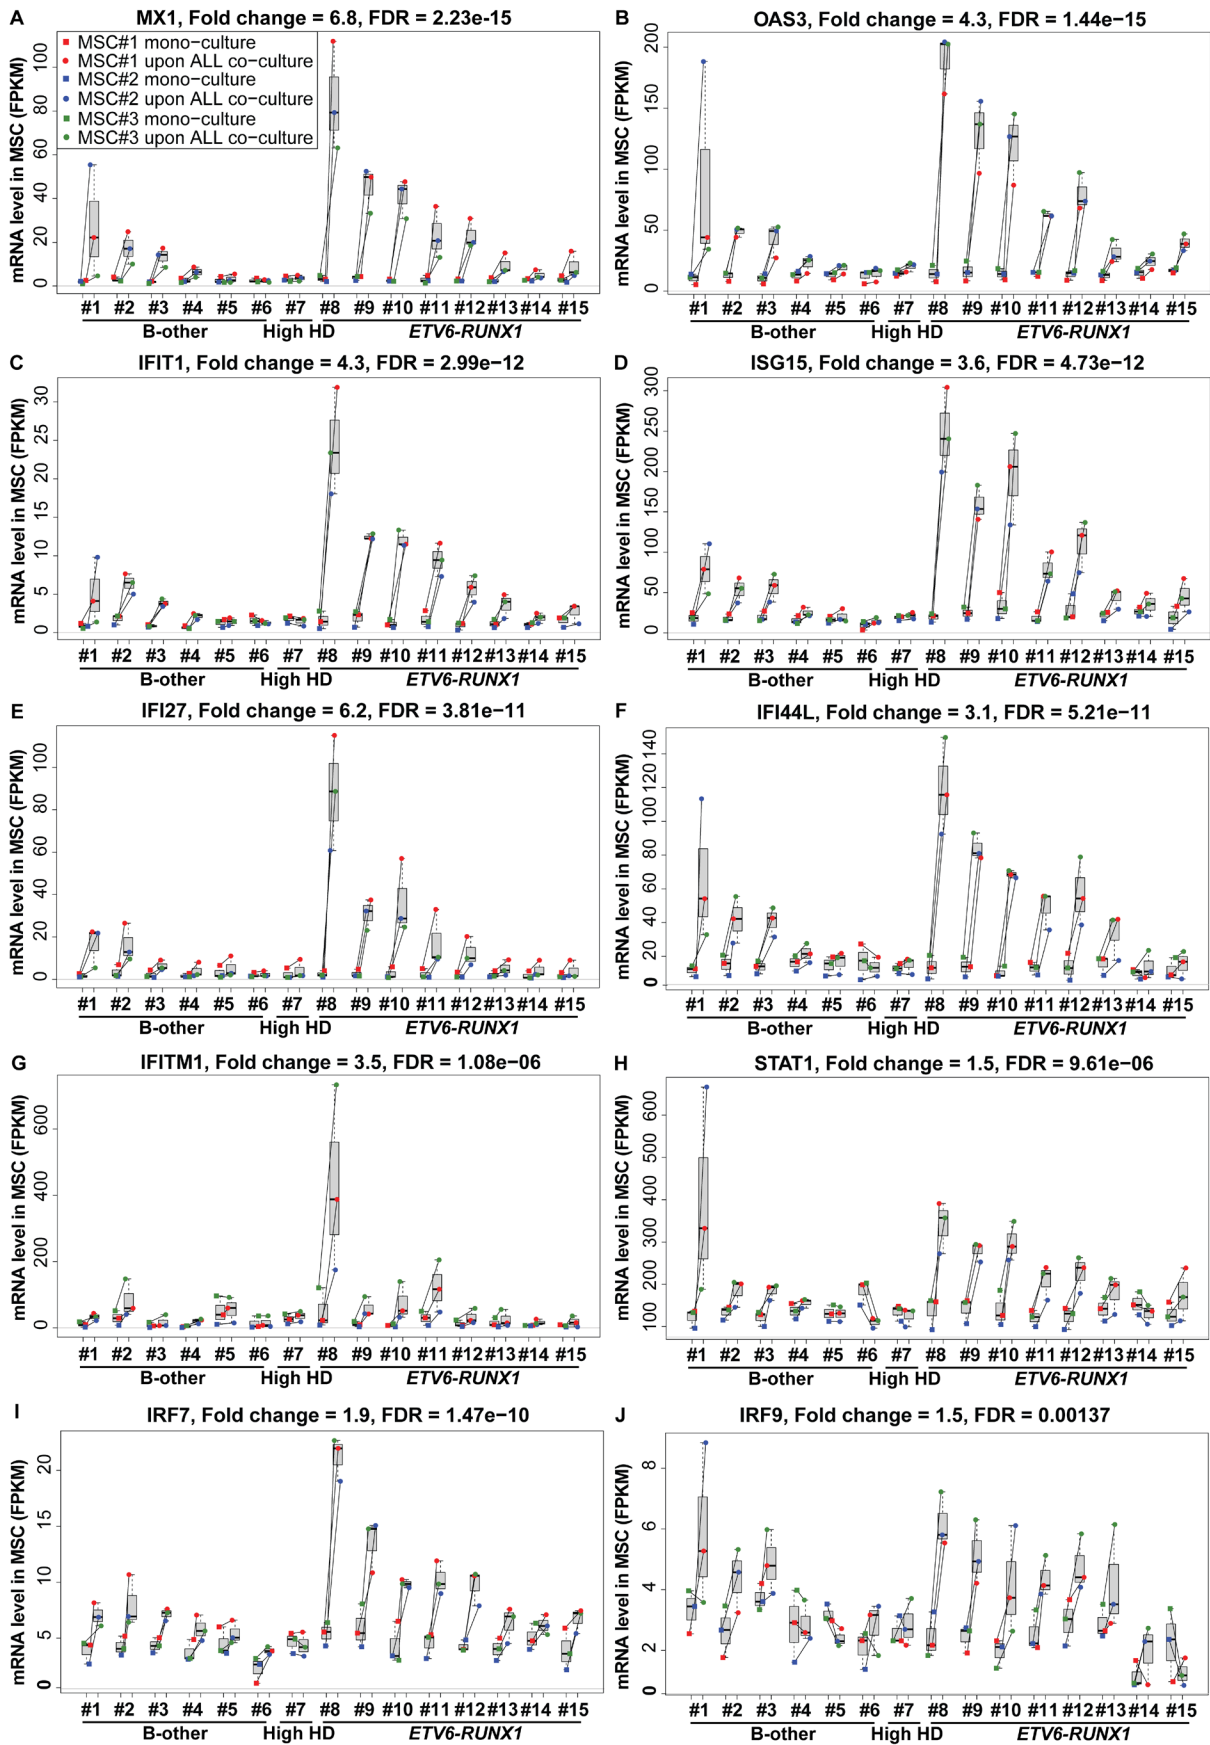 A
MX1, Fold change = 6.8, FDR = 2.23e-15
mRNA level in MSC (FPKM)
0 20 40 60 80 100
MSC#1 mono−culture
MSC#1 upon ALL co−culture
MSC#2 mono−culture
MSC#2 upon ALL co−culture
MSC#3 mono−culture
MSC#3 upon ALL co−culture
#1 #2 #3 #4 #5 #6 #7 #8 #9 #10 #11 #12 #13 #14 #15
B-other High HD ETV6-RUNX1
B
OAS3, Fold change = 4.3, FDR = 1.44e−15
mRNA level in MSC (FPKM)
0 50 100 150 200
#1 #2 #3 #4 #5 #6 #7 #8 #9 #10 #11 #12 #13 #14 #15
B-other High HD ETV6-RUNX1
C
IFIT1, Fold change = 4.3, FDR = 2.99e−12
mRNA level in MSC (FPKM)
0 5 10 15 20 25 30
#1 #2 #3 #4 #5 #6 #7 #8 #9 #10 #11 #12 #13 #14 #15
B-other High HD ETV6-RUNX1
D
ISG15, Fold change = 3.6, FDR = 4.73e−12
mRNA level in MSC (FPKM)
0 50 100 150 200 250 300
#1 #2 #3 #4 #5 #6 #7 #8 #9 #10 #11 #12 #13 #14 #15
B-other High HD ETV6-RUNX1
E
IFI27, Fold change = 6.2, FDR = 3.81e−11
mRNA level in MSC (FPKM)
0 20 40 60 80 100
#1 #2 #3 #4 #5 #6 #7 #8 #9 #10 #11 #12 #13 #14 #15
B-other High HD ETV6-RUNX1
F
IFI44L, Fold change = 3.1, FDR = 5.21e−11
mRNA level in MSC (FPKM)
0 20 40 60 80 100 120 140
#1 #2 #3 #4 #5 #6 #7 #8 #9 #10 #11 #12 #13 #14 #15
B-other High HD ETV6-RUNX1
G
IFITM1, Fold change = 3.5, FDR = 1.08e−06
mRNA level in MSC (FPKM)
0 200 400 600
#1 #2 #3 #4 #5 #6 #7 #8 #9 #10 #11 #12 #13 #14 #15
B-other High HD ETV6-RUNX1
H
STAT1, Fold change = 1.5, FDR = 9.61e−06
mRNA level in MSC (FPKM)
100 200 300 400 500 600
#1 #2 #3 #4 #5 #6 #7 #8 #9 #10 #11 #12 #13 #14 #15
B-other High HD ETV6-RUNX1
I
IRF7, Fold change = 1.9, FDR = 1.47e−10
mRNA level in MSC (FPKM)
0 5 10 15 20
#1 #2 #3 #4 #5 #6 #7 #8 #9 #10 #11 #12 #13 #14 #15
B-other High HD ETV6-RUNX1
J
IRF9, Fold change = 1.5, FDR = 0.00137
mRNA level in MSC (FPKM)
0 2 4 6 8
#1 #2 #3 #4 #5 #6 #7 #8 #9 #10 #11 #12 #13 #14 #15
B-other High HD ETV6-RUNX1